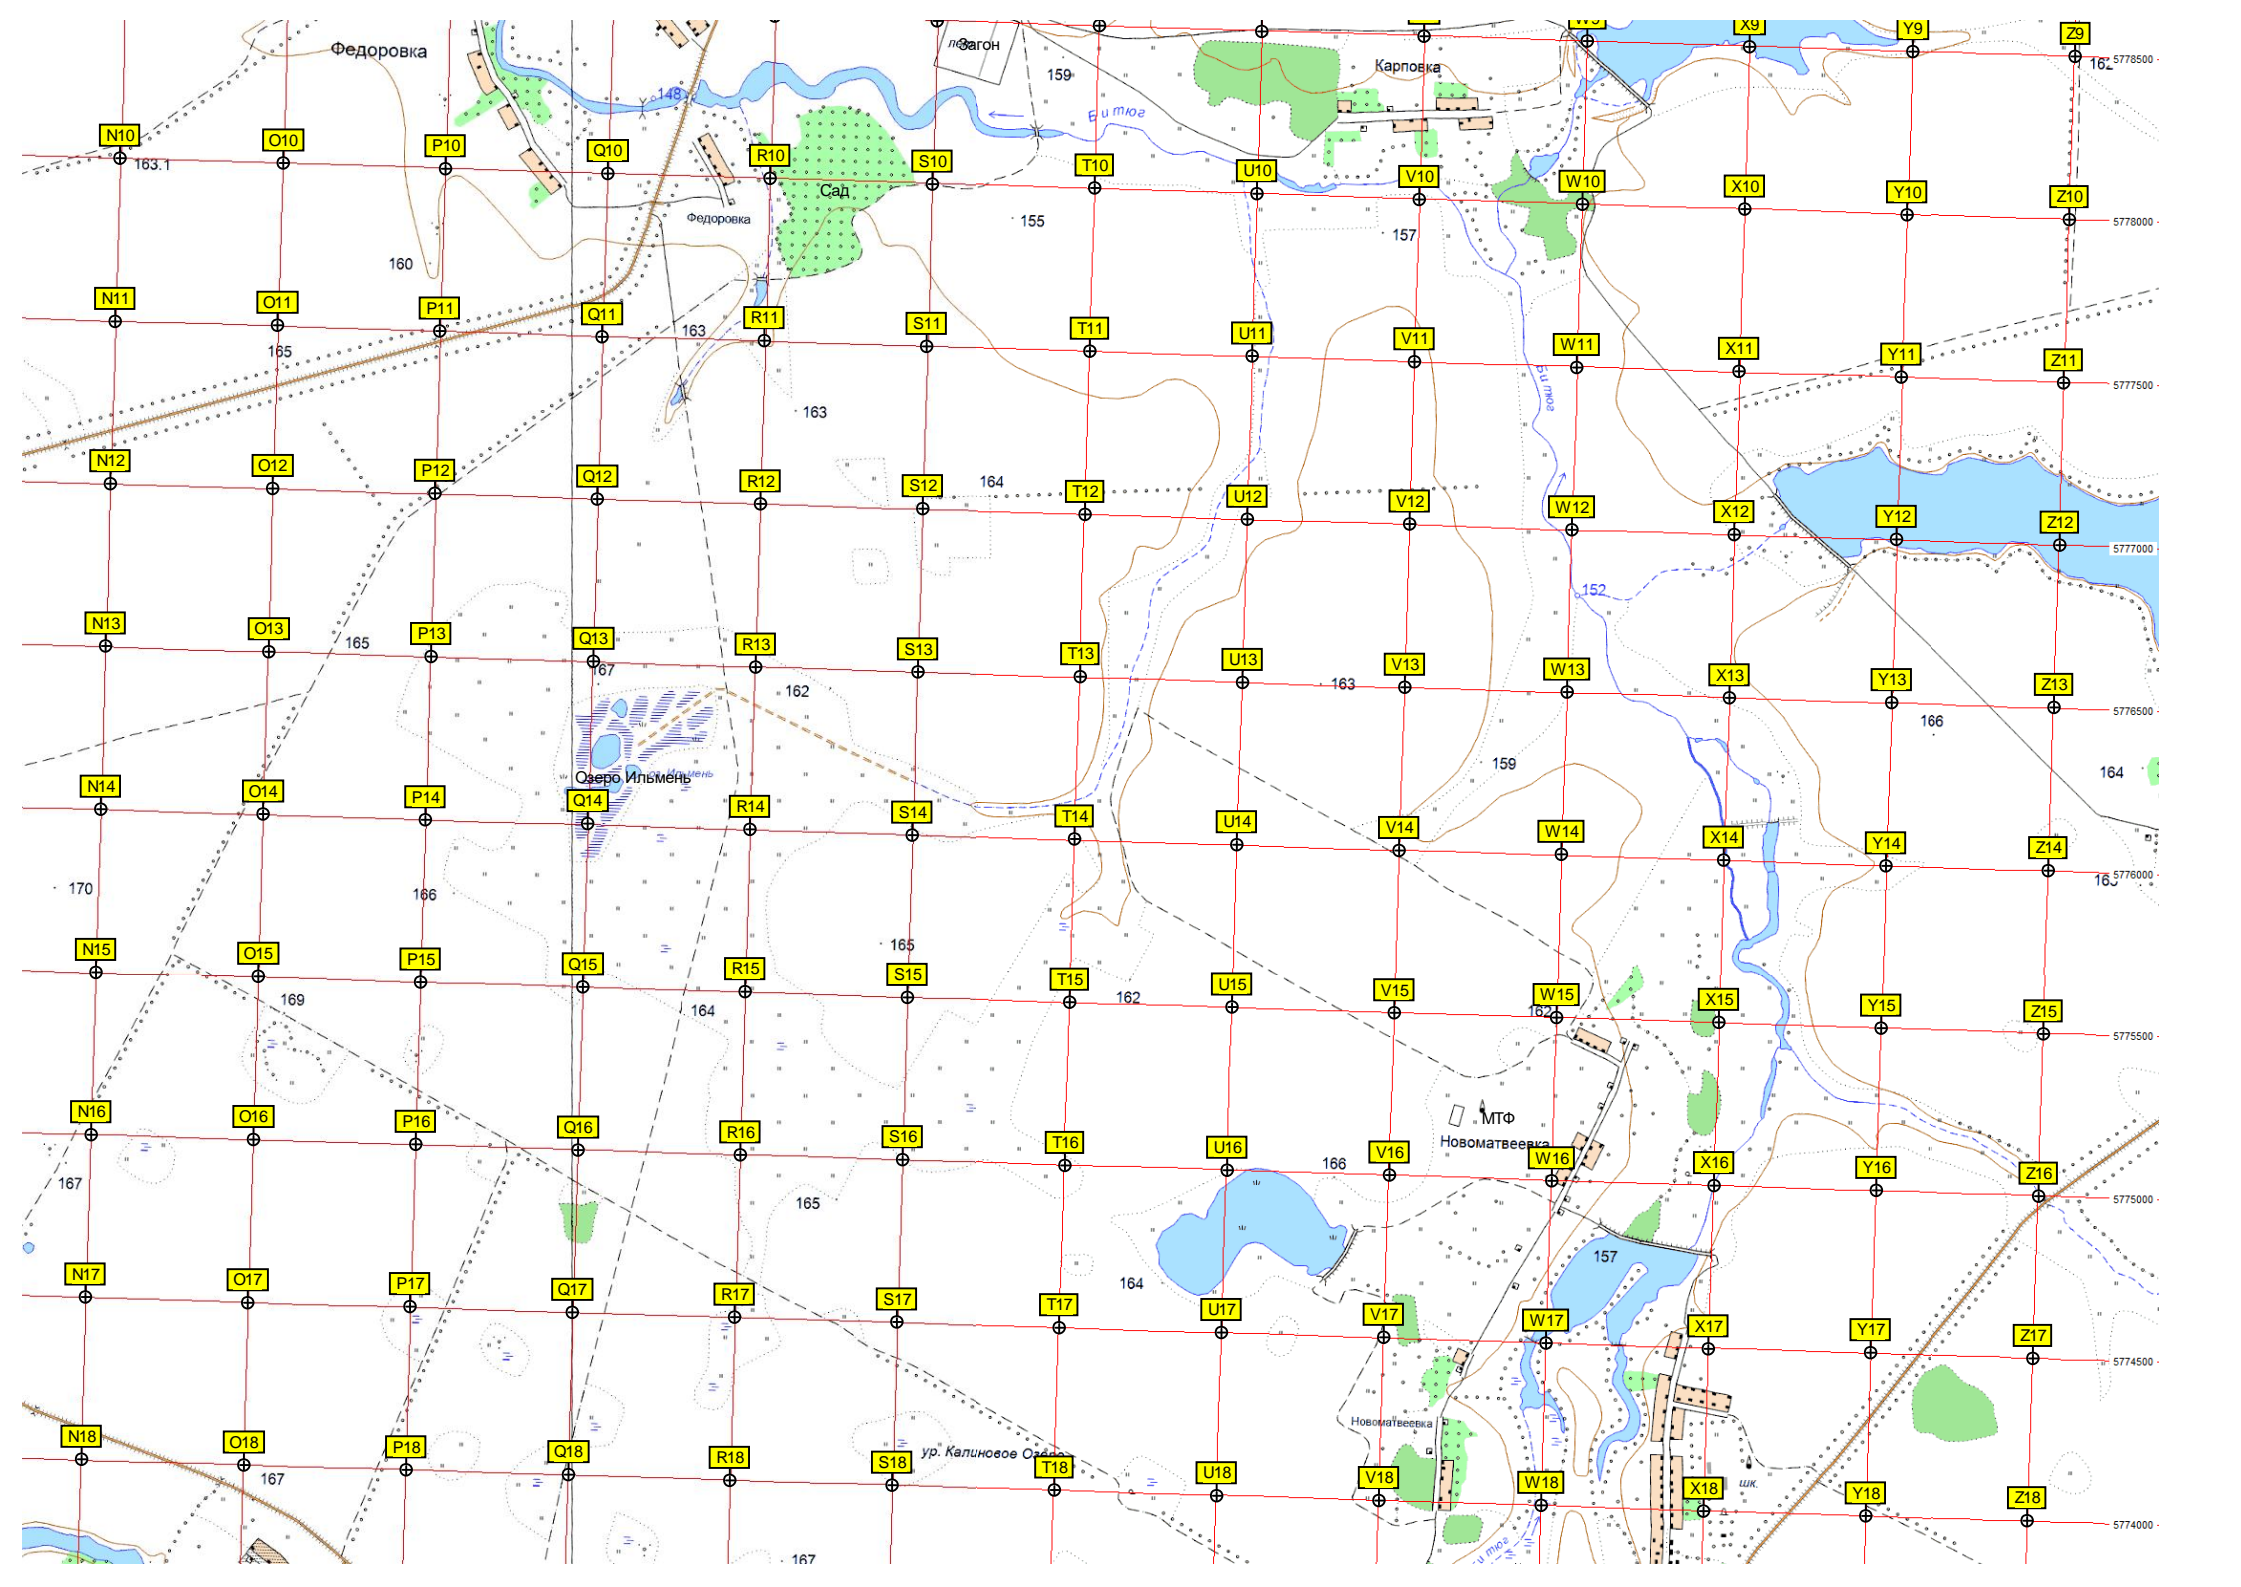 X9
Y9
Z9
Федоровка
Загон
159
Карповка
5778500
148
Битюг
N10
O10
P10
Q10
R10
S10
T10
U10
V10
W10
X10
Y10
Z10
163.1
Сад
Федоровка
155
157
5778000
160
N11
O11
P11
Q11
R11
S11
T11
U11
V11
W11
X11
Y11
Z11
163
165
5777500
Битюг
163
N12
O12
P12
Q12
R12
S12
T12
U12
V12
W12
X12
Y12
Z12
164
5777000
152
N13
O13
P13
Q13
R13
S13
T13
U13
V13
W13
X13
Y13
Z13
165
167
162
163
5776500
166
159
164
Озеро Ильмень
оз. Ильмень
N14
O14
P14
Q14
R14
S14
T14
U14
V14
W14
X14
Y14
Z14
5776000
170
166
165
N15
O15
P15
Q15
R15
S15
T15
U15
V15
W15
X15
Y15
Z15
169
164
162
162
5775500
МТФ
Новоматвеевка
N16
O16
P16
Q16
R16
S16
T16
U16
V16
W16
X16
Y16
Z16
166
167
165
5775000
157
164
N17
O17
P17
Q17
R17
S17
T17
U17
V17
W17
X17
Y17
Z17
5774500
Новоматвеевка
ур. Калиновое Озеро
N18
O18
P18
Q18
R18
S18
T18
U18
V18
W18
X18
Y18
Z18
167
шк.
5774000
167